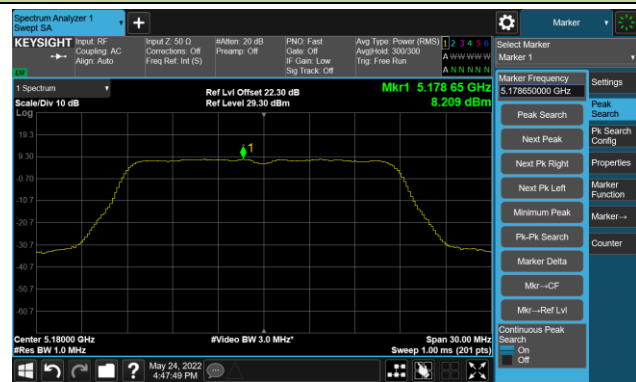 Spectrum Analyzer 1
Swept SA
Marker
KEYSIGHT
Input: RF
Coupling: AC
Align: Auto
Input Z: 50 Ω
Corrections: Off
Freq Ref: Int (S)
#Atten: 20 dB
Preamp: Off
PNO: Fast
Gate: Off
IF Gain: Low
Sig Track: Off
Avg Type: Power (RMS)
Avg|Hold: 300/300
Trig: Free Run
1 2 3 4 5 6
A W W W W W
A N N N N N
Select Marker
Marker 1
LW
1 Spectrum
Scale/Div 10 dB
Log
Ref Lvl Offset 22.30 dB
Ref Level 29.30 dBm
Mkr1 5.178 65 GHz
8.209 dBm
19.3
9.30
-0.70
-10.7
-20.7
-30.7
-40.7
-50.7
-60.7
1
Center 5.18000 GHz
#Res BW 1.0 MHz
#Video BW 3.0 MHz*
Span 30.00 MHz
Sweep 1.00 ms (201 pts)
Marker Frequency
5.178650000 GHz
Peak Search
Next Peak
Next Pk Right
Next Pk Left
Minimum Peak
Pk-Pk Search
Marker Delta
Mkr→CF
Mkr→Ref Lvl
Continuous Peak
Search
On
Off
Settings
Peak
Search
Pk Search
Config
Properties
Marker
Function
Marker→
Counter
May 24, 2022
4:47:49 PM